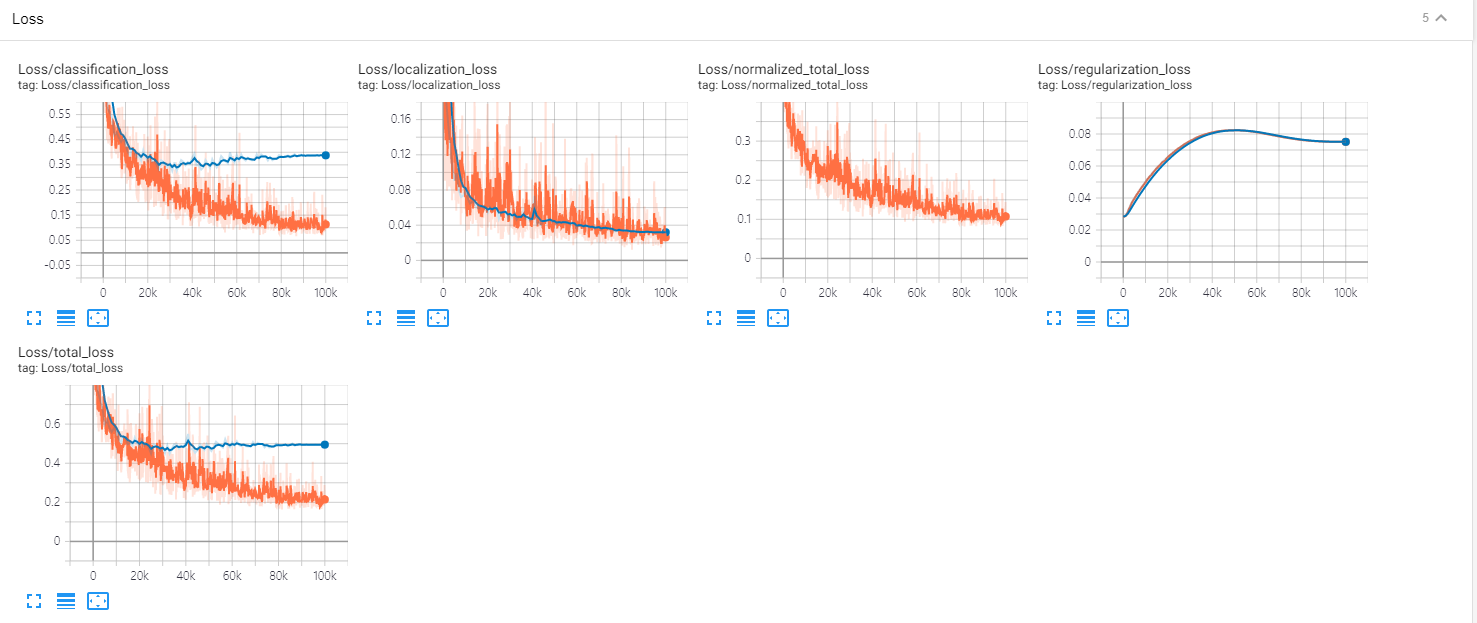 Loss
5
Loss/classification_loss
tag: Loss/classification_loss
0.55
0.45
0.35
0.25
0.15
0.05
-0.05
0 20k 40k 60k 80k 100k
Loss/localization_loss
tag: Loss/localization_loss
0.16
0.12
0.08
0.04
0
0 20k 40k 60k 80k 100k
Loss/normalized_total_loss
tag: Loss/normalized_total_loss
0.3
0.2
0.1
0
0 20k 40k 60k 80k 100k
Loss/regularization_loss
tag: Loss/regularization_loss
0.08
0.06
0.04
0.02
0
0 20k 40k 60k 80k 100k
Loss/total_loss
tag: Loss/total_loss
0.6
0.4
0.2
0
0 20k 40k 60k 80k 100k